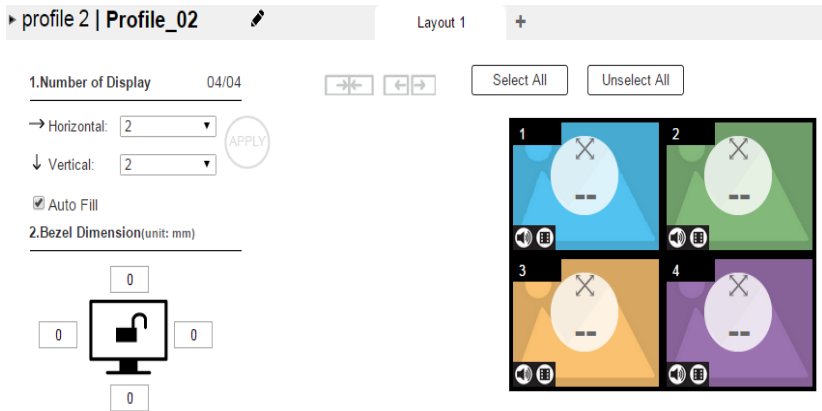 profile 2 | Profile_02
Layout 1 +
1.Number of Display 04/04
Select All Unselect All
Horizontal: 2
APPLY
Vertical: 2
Auto Fill
2.Bezel Dimension(unit: mm)
0
0 0
0
1 2
-- --
3 4
-- --